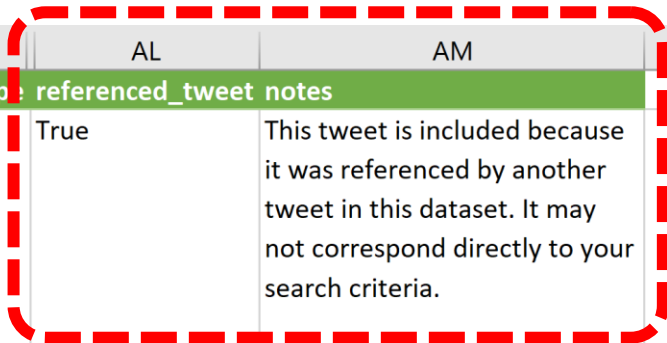 AL AM
referenced_tweet notes
True This tweet is included because
it was referenced by another
tweet in this dataset. It may
not correspond directly to your
search criteria.